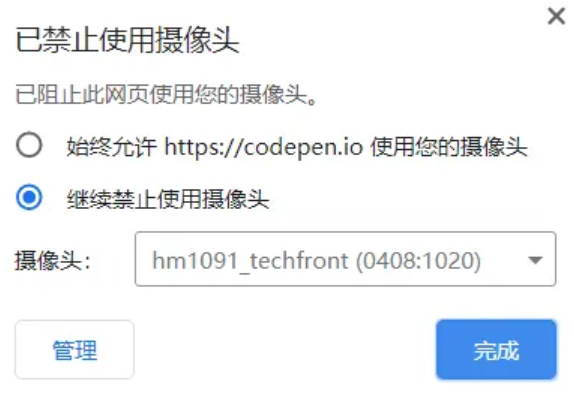 已禁止使用摄像头
已阻止此网页使用您的摄像头。
始终允许 https://codepen.io 使用您的摄像头
继续禁止使用摄像头
摄像头： hm1091_techfront (0408:1020)
管理 完成